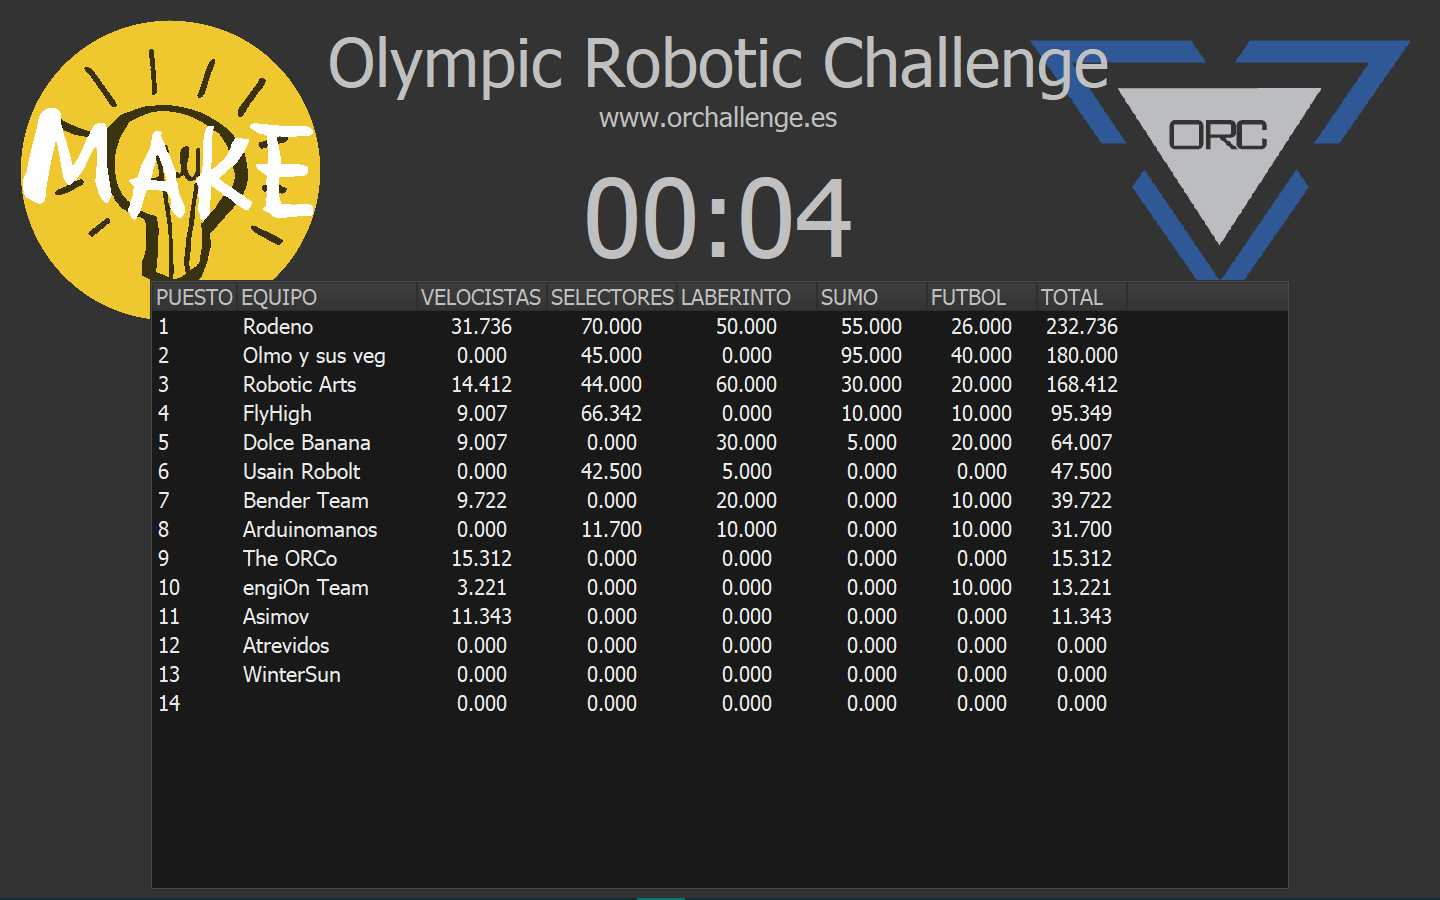 MAKE
Olympic Robotic Challenge
www.orchallenge.es
ORC
00:04
PUESTO EQUIPO VELOCISTAS SELECTORES LABERINTO SUMO FUTBOL TOTAL
1 Rodeno 31.736 70.000 50.000 55.000 26.000 232.736
2 Olmo y sus veg 0.000 45.000 0.000 95.000 40.000 180.000
3 Robotic Arts 14.412 44.000 60.000 30.000 20.000 168.412
4 FlyHigh 9.007 66.342 0.000 10.000 10.000 95.349
5 Dolce Banana 9.007 0.000 30.000 5.000 20.000 64.007
6 Usain Robolt 0.000 42.500 5.000 0.000 0.000 47.500
7 Bender Team 9.722 0.000 20.000 0.000 10.000 39.722
8 Arduinomanos 0.000 11.700 10.000 0.000 10.000 31.700
9 The ORCo 15.312 0.000 0.000 0.000 0.000 15.312
10 engiOn Team 3.221 0.000 0.000 0.000 10.000 13.221
11 Asimov 11.343 0.000 0.000 0.000 0.000 11.343
12 Atrevidos 0.000 0.000 0.000 0.000 0.000 0.000
13 WinterSun 0.000 0.000 0.000 0.000 0.000 0.000
14 0.000 0.000 0.000 0.000 0.000 0.000